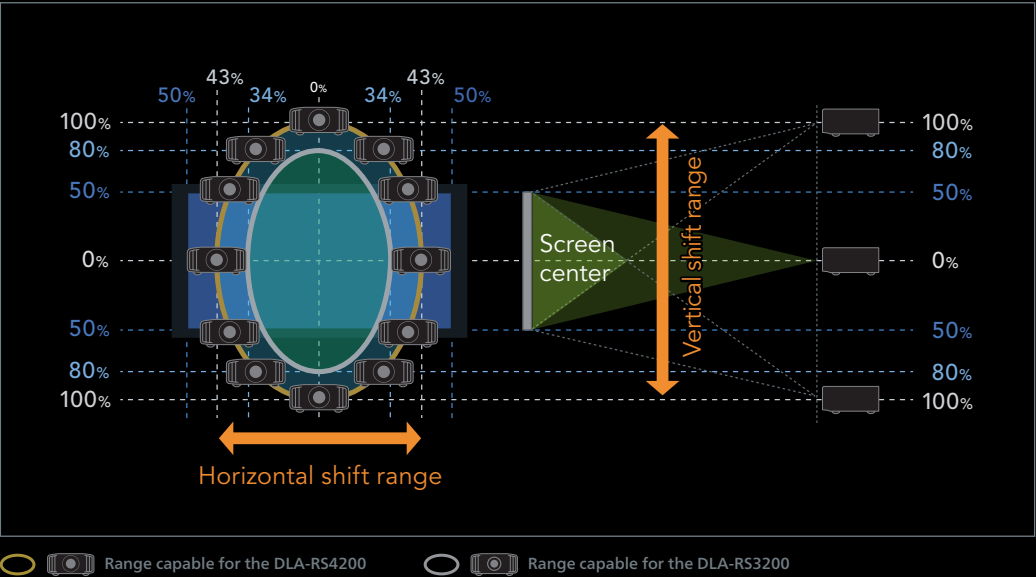 43% 43%
50% 34% 0% 34% 50%
100% 100%
80% 80%
50% 50%
Screen
center
0% 0%
Vertical shift range
50% 50%
80% 80%
100% 100%
Horizontal shift range
Range capable for the DLA-RS4200 Range capable for the DLA-RS3200